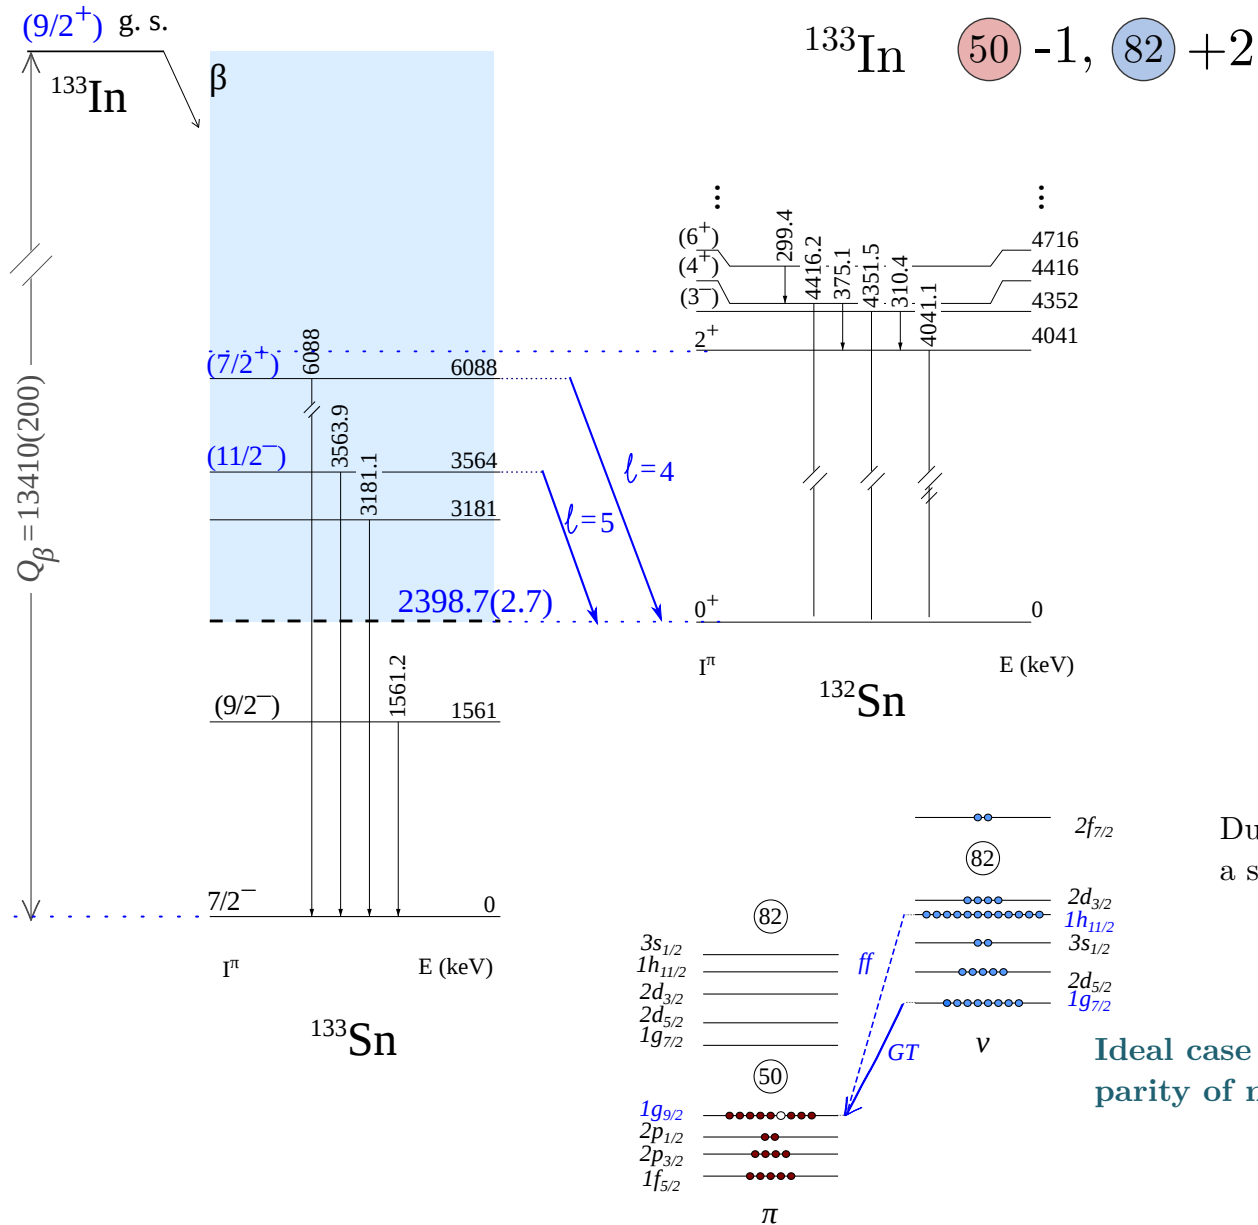 (9/2⁺) g. s.
¹³³In
β
Qβ = 13410(200)
¹³³In 50 -1, 82 +2
(7/2⁺) 6088 6088
(11/2⁻) 3563.9 3564
3181.1 3181
ℓ=4
ℓ=5
2398.7(2.7)
(9/2⁻) 1561.2 1561
7/2⁻ 0
Iπ E (keV)
¹³³Sn
⋮ ⋮
(6⁺) 299.4 4716
(4⁺) 4416.2 375.1 4416
(3⁻) 4351.5 310.4 4352
2⁺ 4041.1 4041
0⁺ 0
Iπ E (keV)
¹³²Sn
82
3s1/2
1h11/2
2d3/2
2d5/2
1g7/2
50
1g9/2
2p1/2
2p3/2
1f5/2
π
ff
GT
2f7/2
82
2d3/2
1h11/2
3s1/2
2d5/2
1g7/2
ν
Du
a s
Ideal case
parity of n